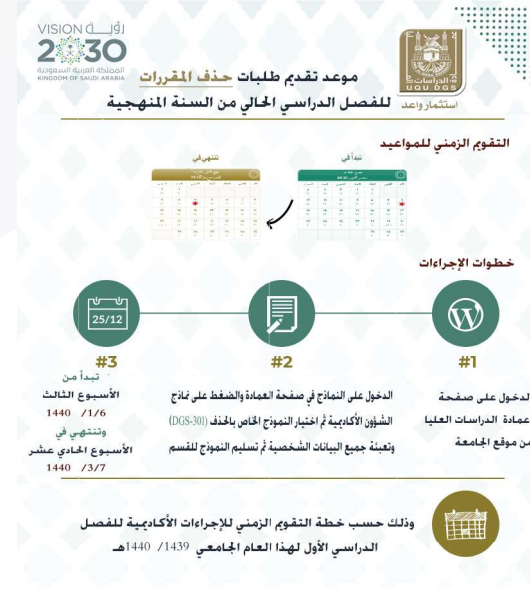 VISION رؤيــة
2030
المملكة العربية السعودية
KINGDOM OF SAUDI ARABIA
UQU DGS
استثمار واعد
موعد تقديم طلبات حذف المقررات
للفصل الدراسي الحالي من السنة المنهجية
التقويم الزمني للمواعيد
تبدأ في
تنتهي في
خطوات الإجراءات
#1
الدخول على صفحة
عمادة الدراسات العليا
من موقع الجامعة
#2
الدخول على النماذج في صفحة العمادة والضغط على نماذج
الشؤون الأكاديمية ثم اختيار النموذج الخاص بالحذف (DGS-301)
وتعبئة جميع البيانات الشخصية ثم تسليم النموذج للقسم
25/12
#3
تبدأ من
الأسبوع الثالث
1440 /1/6
وتنتهي في
الأسبوع الحادي عشر
1440 /3/7
وذلك حسب خطة التقويم الزمني للإجراءات الأكاديمية للفصل
الدراسي الأول لهذا العام الجامعي 1439/ 1440هـ